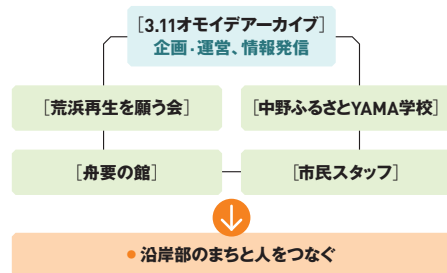 [3.11オモイデアーカイブ]
企画・運営、情報発信
[荒浜再生を願う会]
[中野ふるさとYAMA学校]
[舟要の館]
[市民スタッフ]
● 沿岸部のまちと人をつなぐ